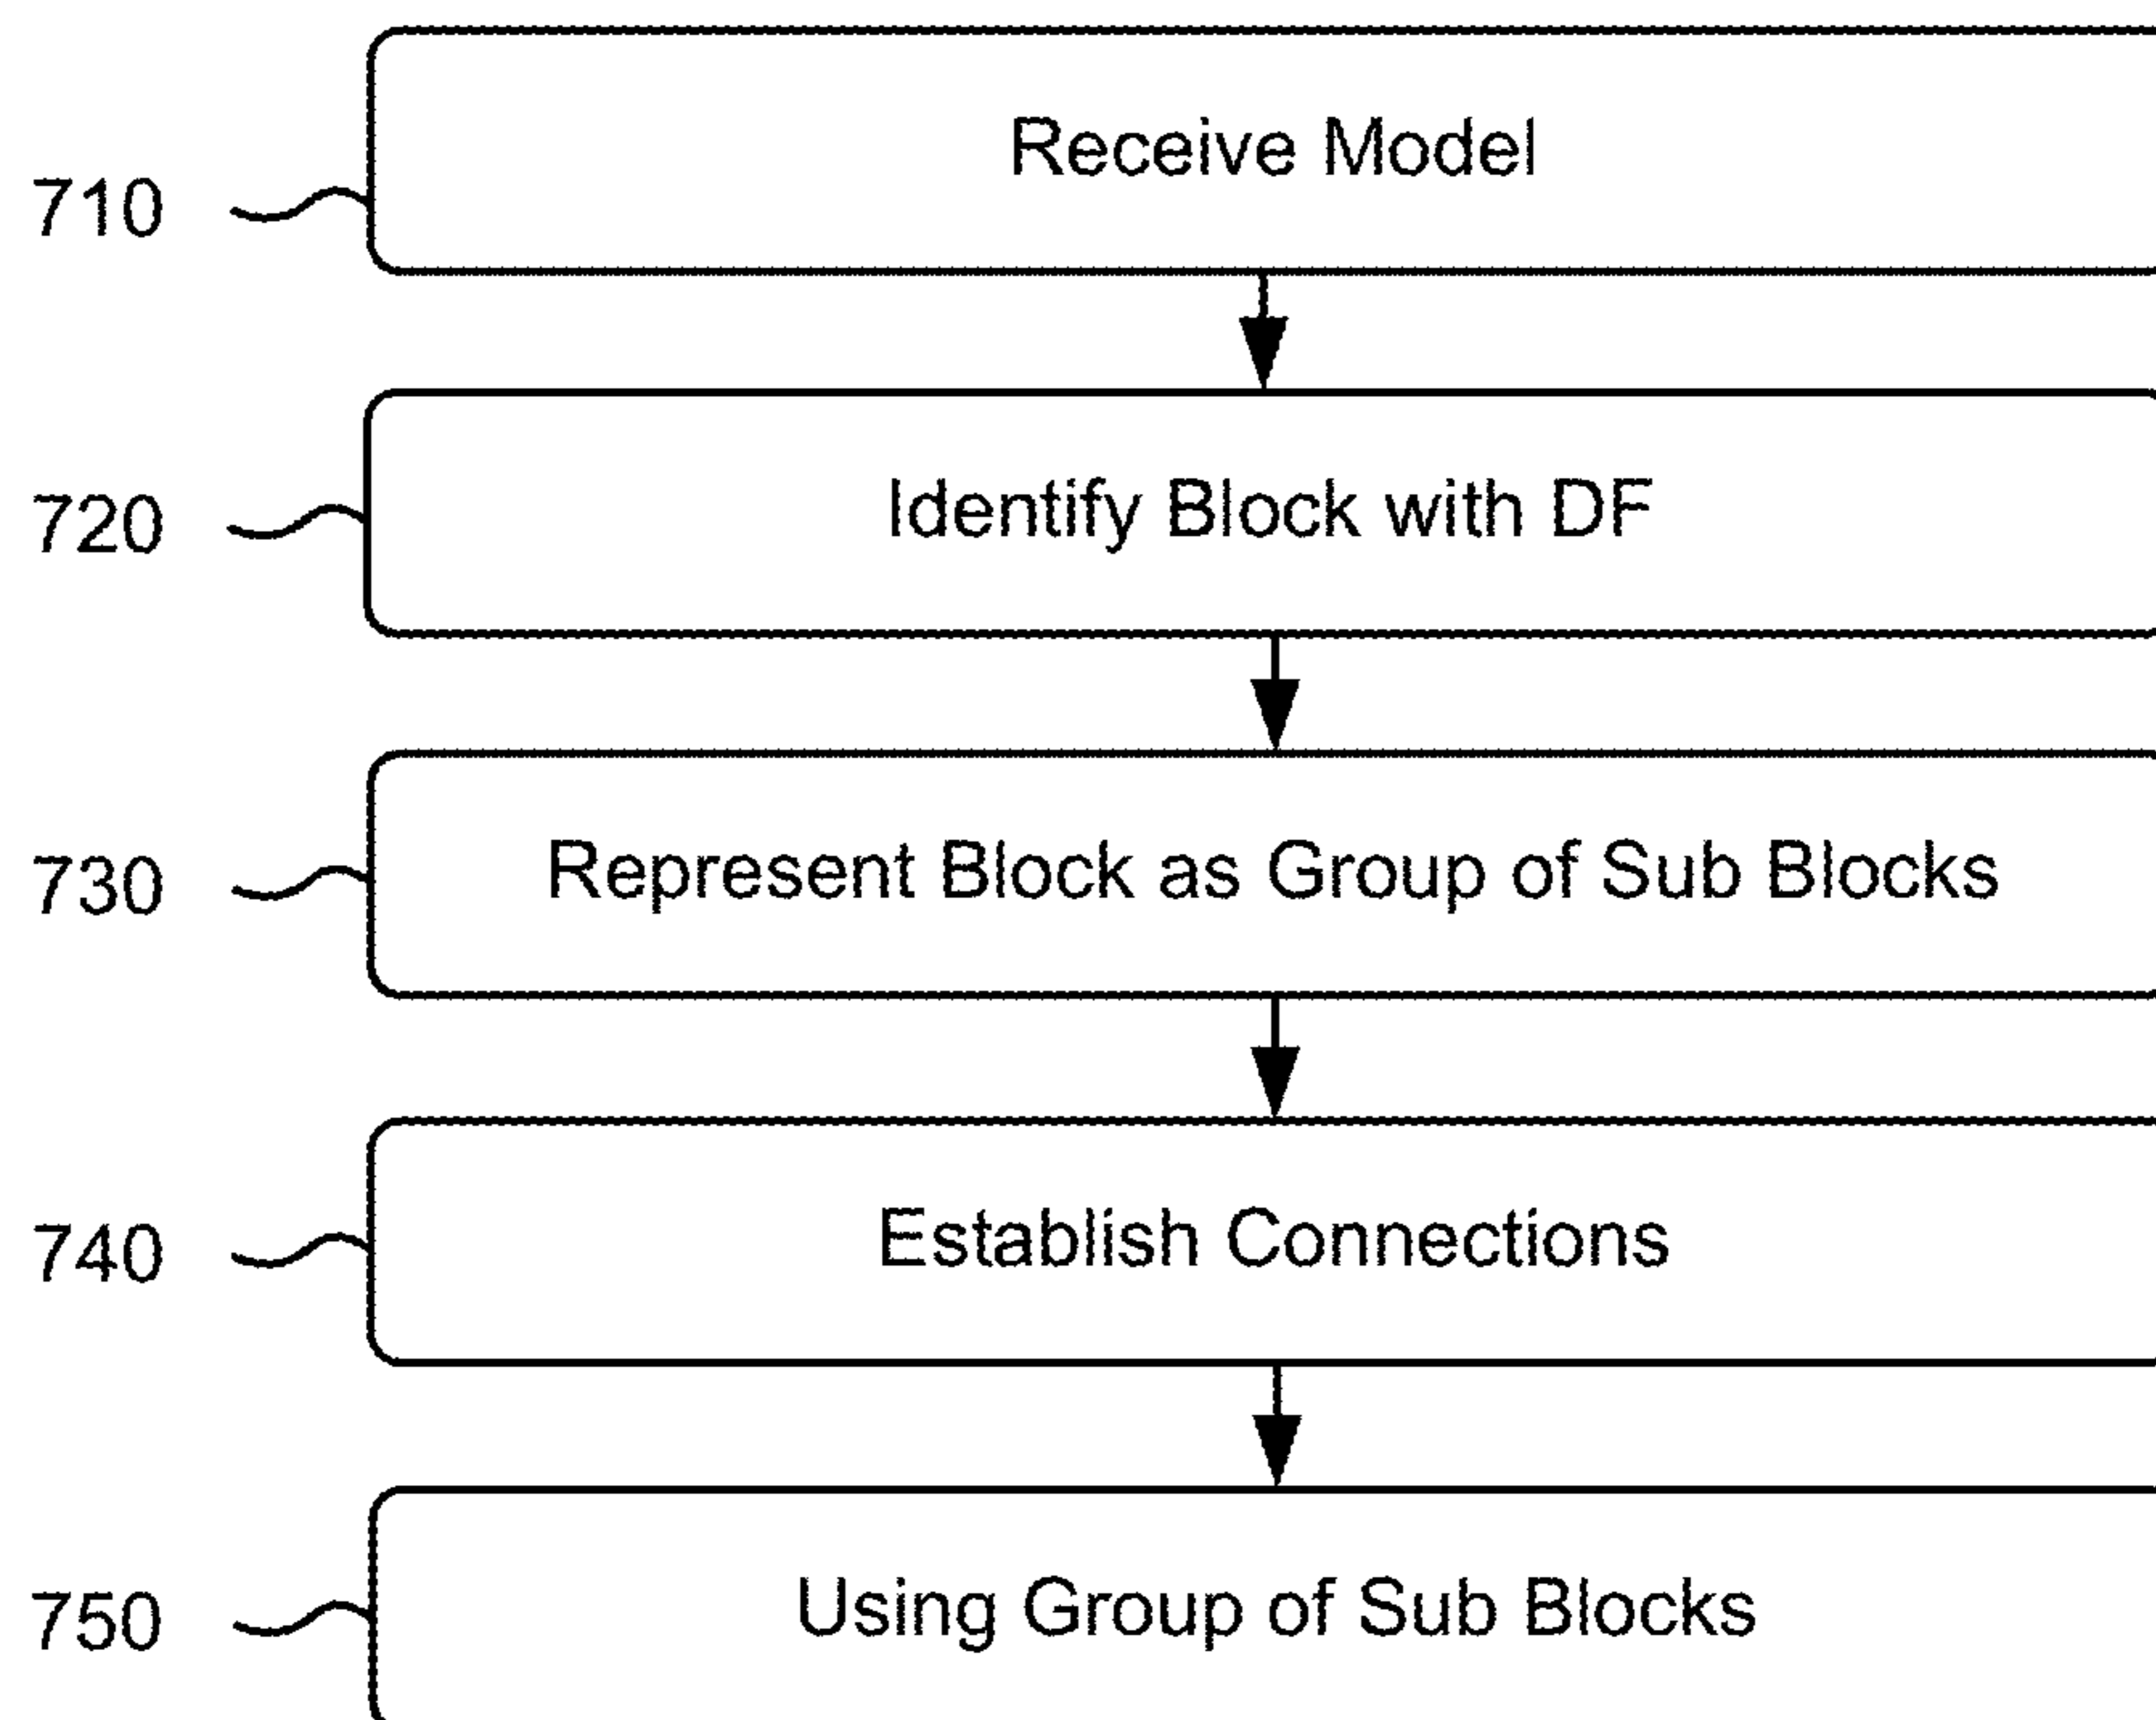 Receive Model
710
Identify Block with DF
720
Represent Block as Group of Sub Blocks
730
Establish Connections
740
Using Group of Sub Blocks
750